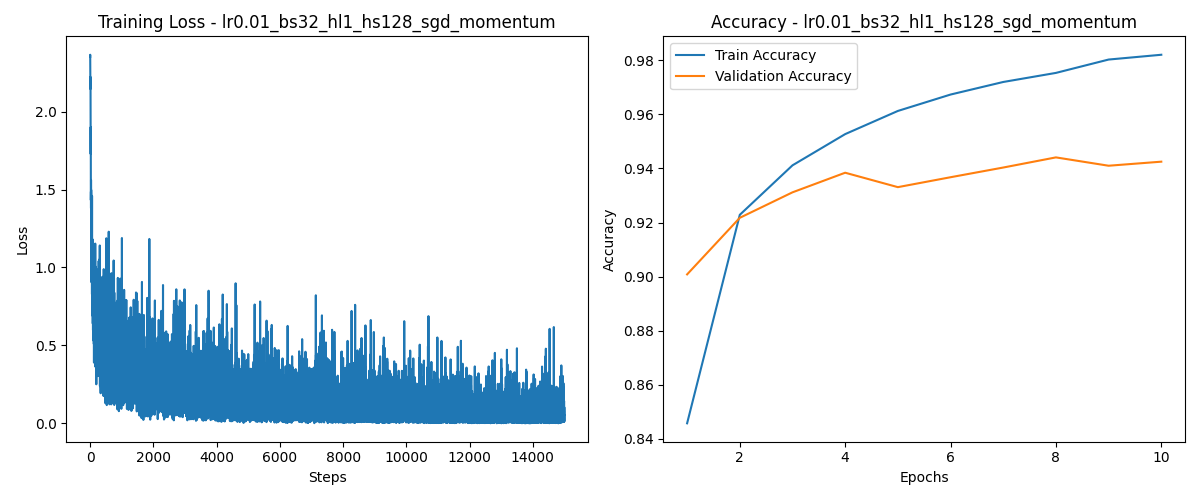 Training Loss - lr0.01_bs32_hl1_hs128_sgd_momentum
2.0
1.5
1.0
0.5
0.0
Loss
0 2000 4000 6000 8000 10000 12000 14000
Steps
Accuracy - lr0.01_bs32_hl1_hs128_sgd_momentum
Train Accuracy
Validation Accuracy
0.98
0.96
0.94
0.92
0.90
0.88
0.86
0.84
Accuracy
2 4 6 8 10
Epochs